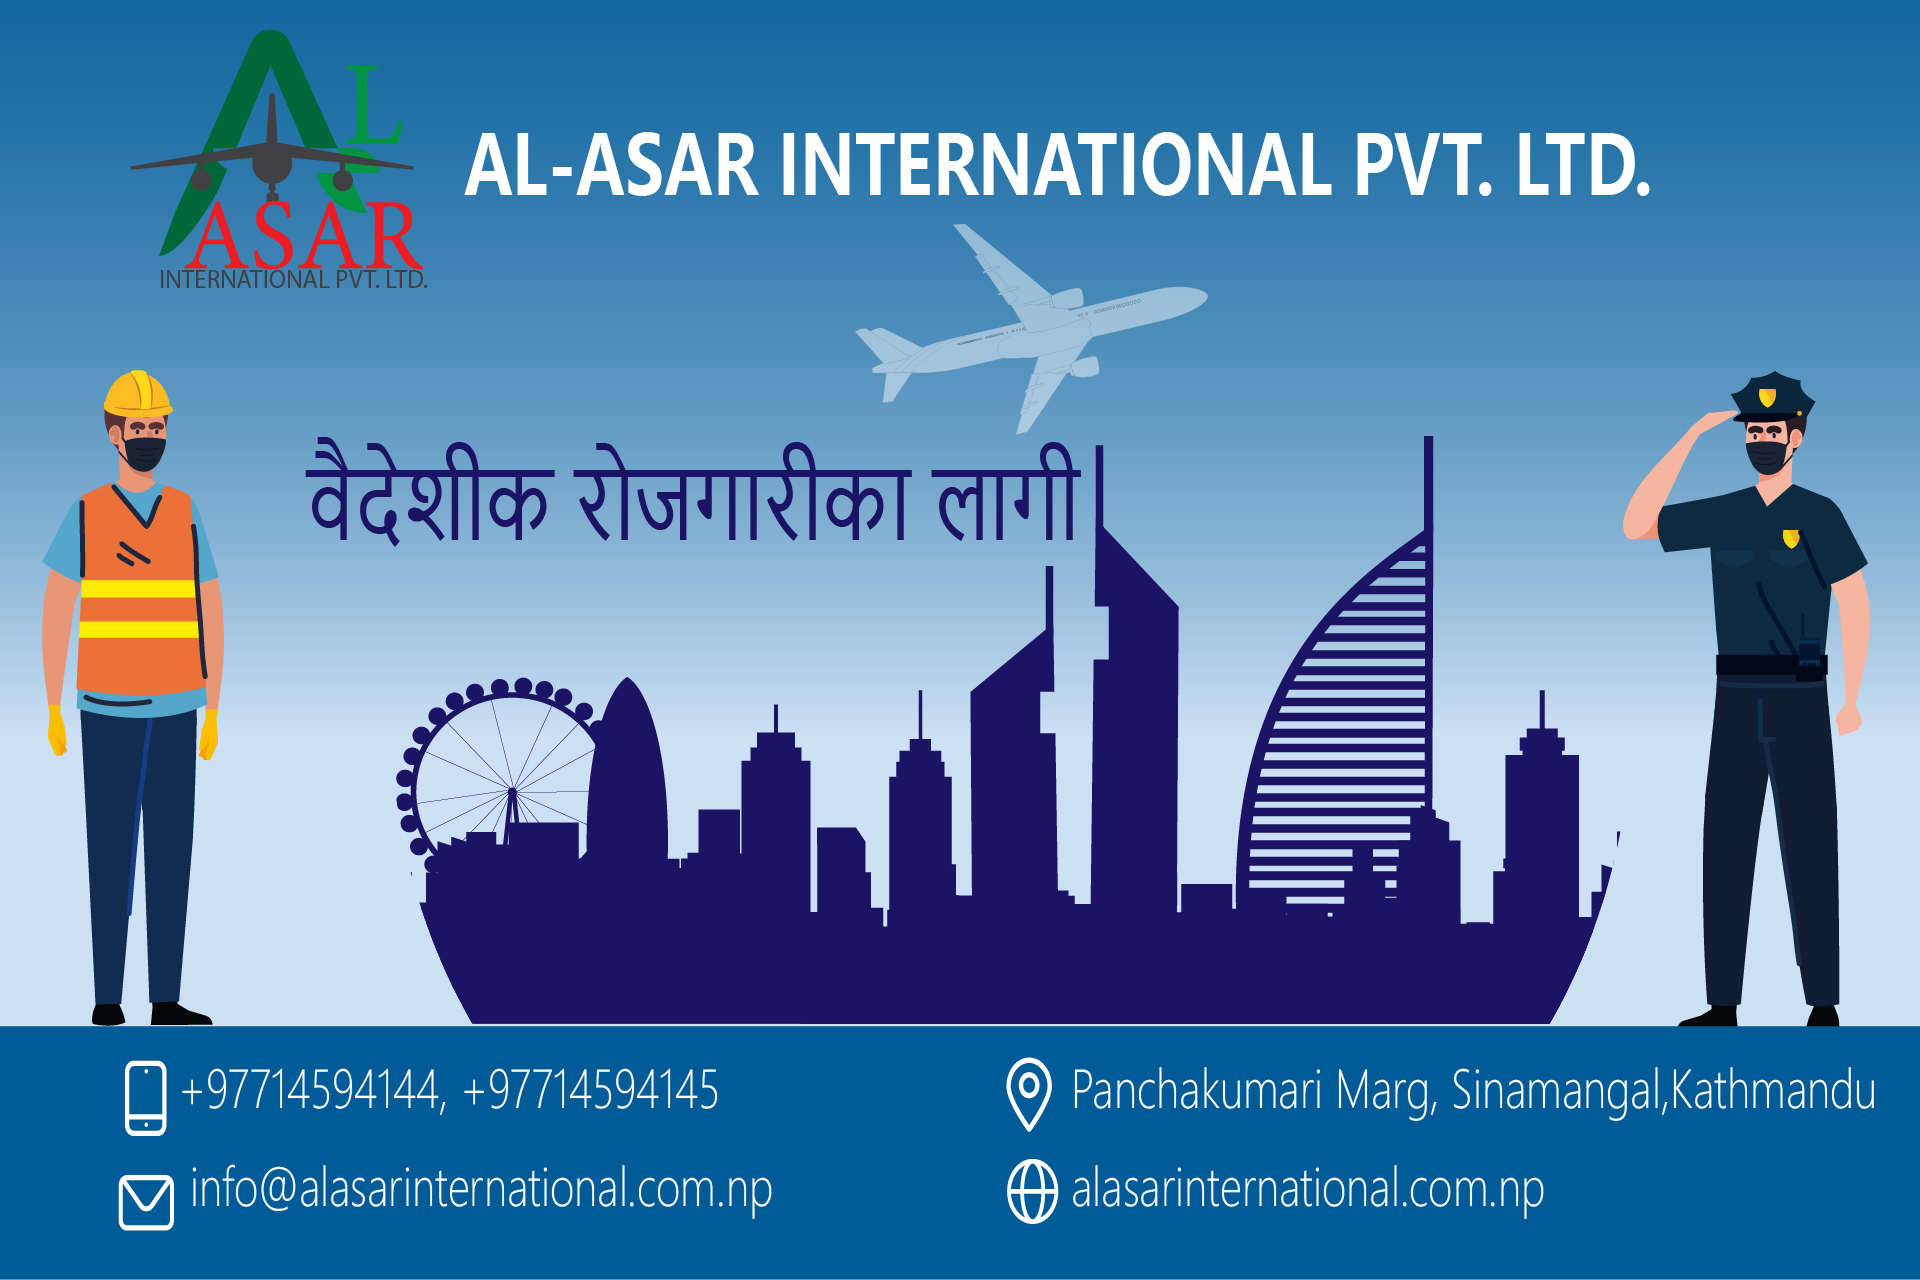 AL
ASAR
INTERNATIONAL PVT. LTD.
AL-ASAR INTERNATIONAL PVT. LTD.
वैदेशीक रोजगारीका लागी
+97714594144, +97714594145
Panchakumari Marg, Sinamangal,Kathmandu
info@alasarinternational.com.np
alasarinternational.com.np